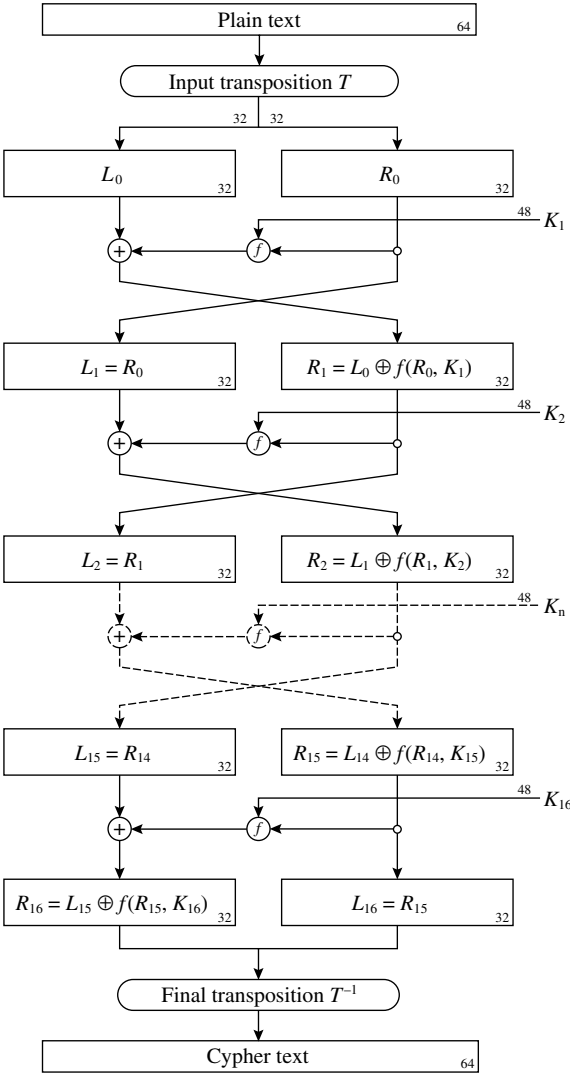 Plain text 64
Input transposition T
32 32
L₀ 32
R₀ 32
48 K₁
+ f
L₁ = R₀ 32
R₁ = L₀ ⊕ f(R₀, K₁) 32
48 K₂
+ f
L₂ = R₁ 32
R₂ = L₁ ⊕ f(R₁, K₂) 32
48 Kₙ
+ f
L₁₅ = R₁₄ 32
R₁₅ = L₁₄ ⊕ f(R₁₄, K₁₅) 32
48 K₁₆
+ f
R₁₆ = L₁₅ ⊕ f(R₁₅, K₁₆) 32
L₁₆ = R₁₅ 32
Final transposition T⁻¹
Cypher text 64